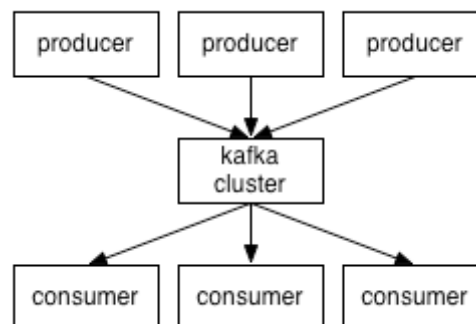 producer producer producer
kafka
cluster
consumer consumer consumer